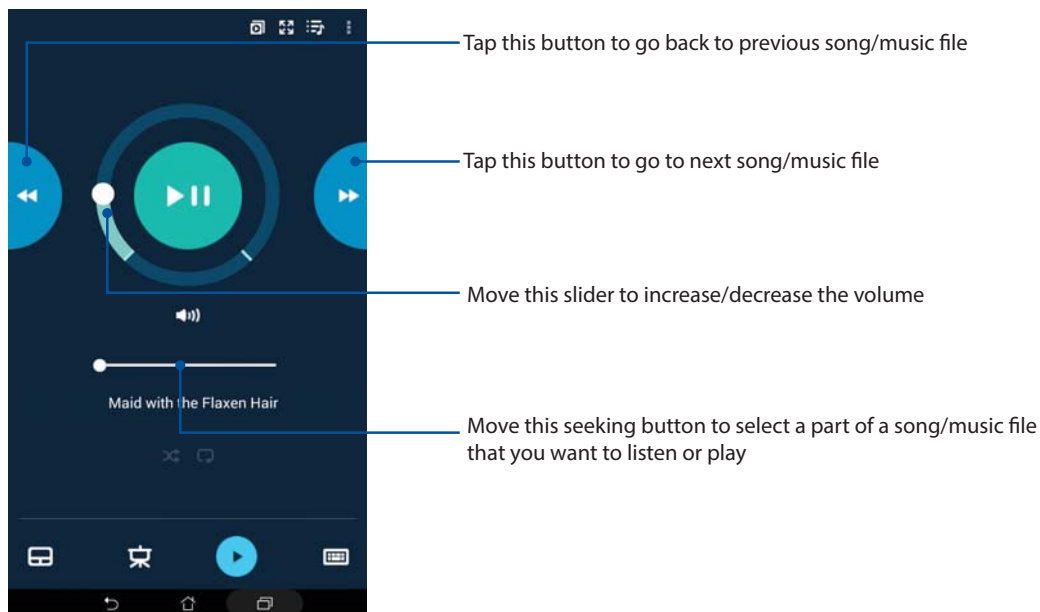 Tap this button to go back to previous song/music file
Tap this button to go to next song/music file
Move this slider to increase/decrease the volume
Maid with the Flaxen Hair
Move this seeking button to select a part of a song/music file
that you want to listen or play